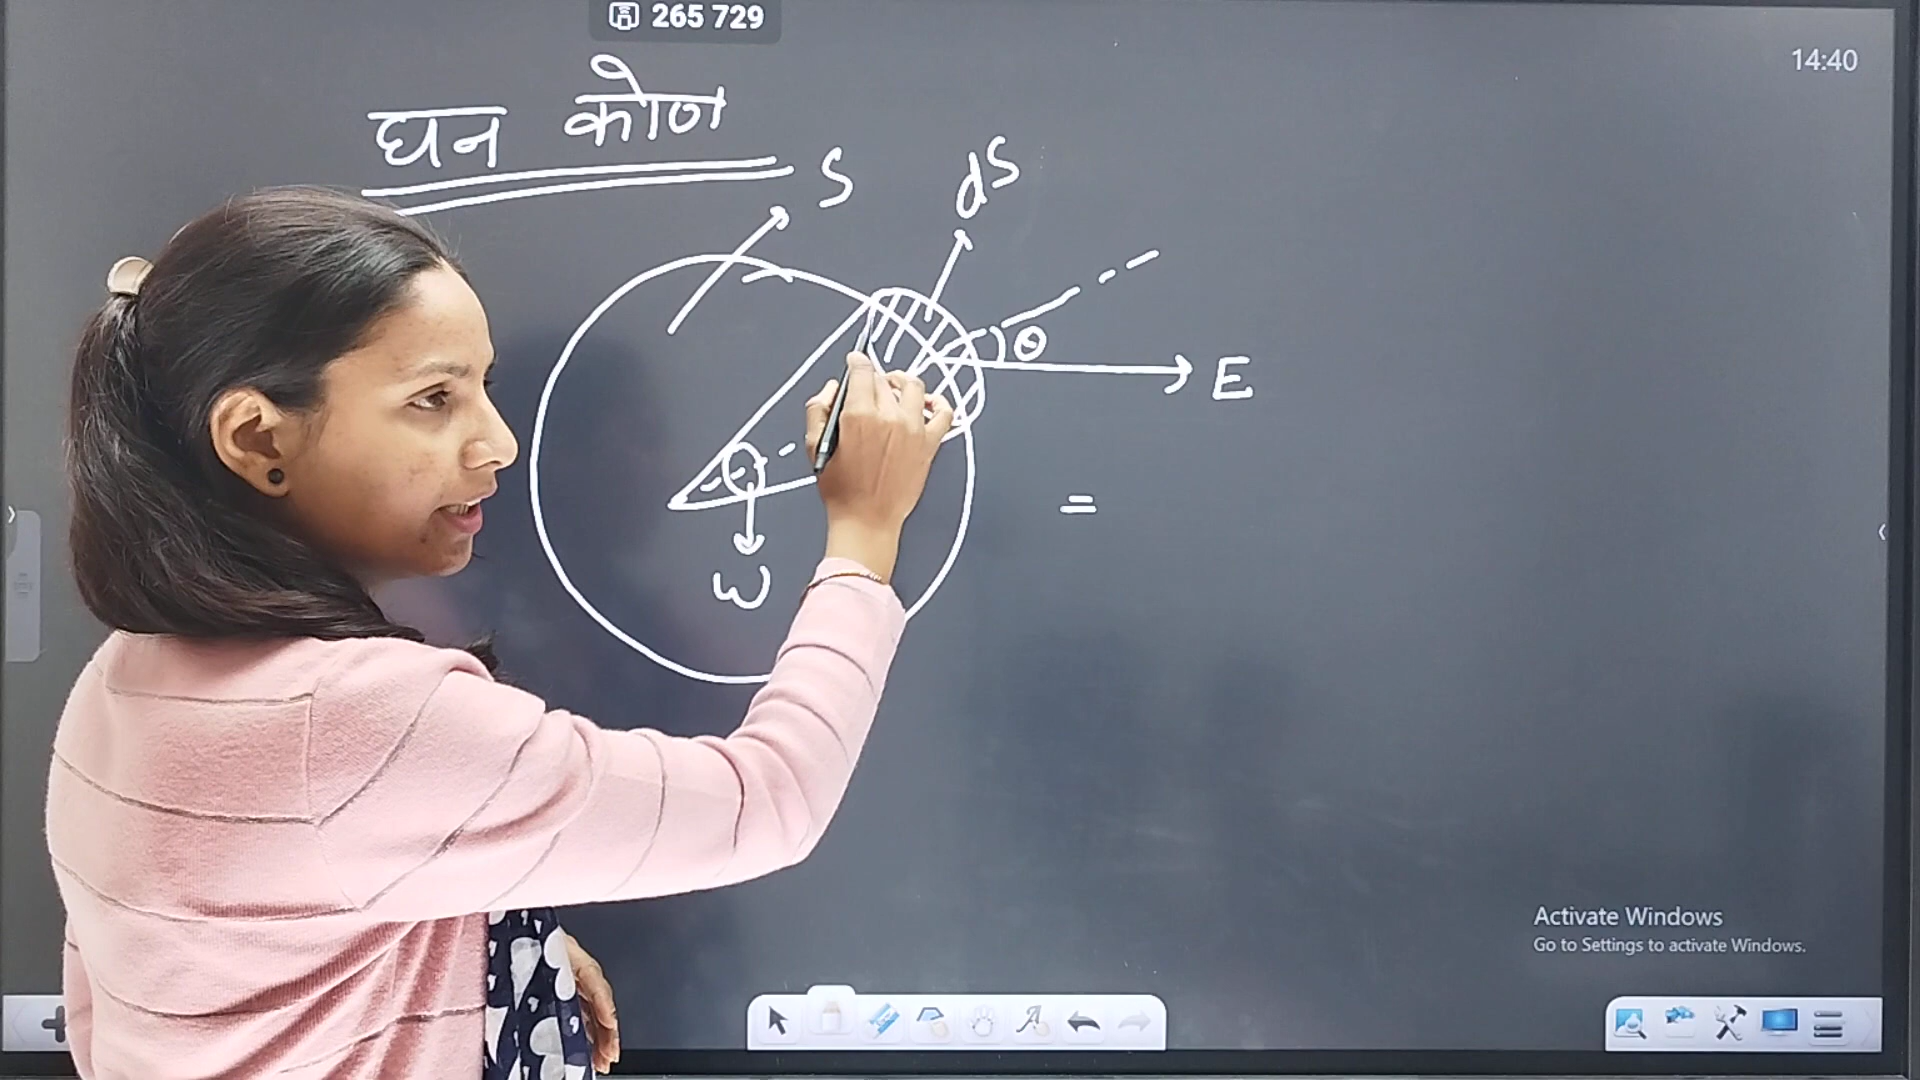 265 729
14:40
घन कोण
S
dS
θ
E
=
ω
Activate Windows
Go to Settings to activate Windows.